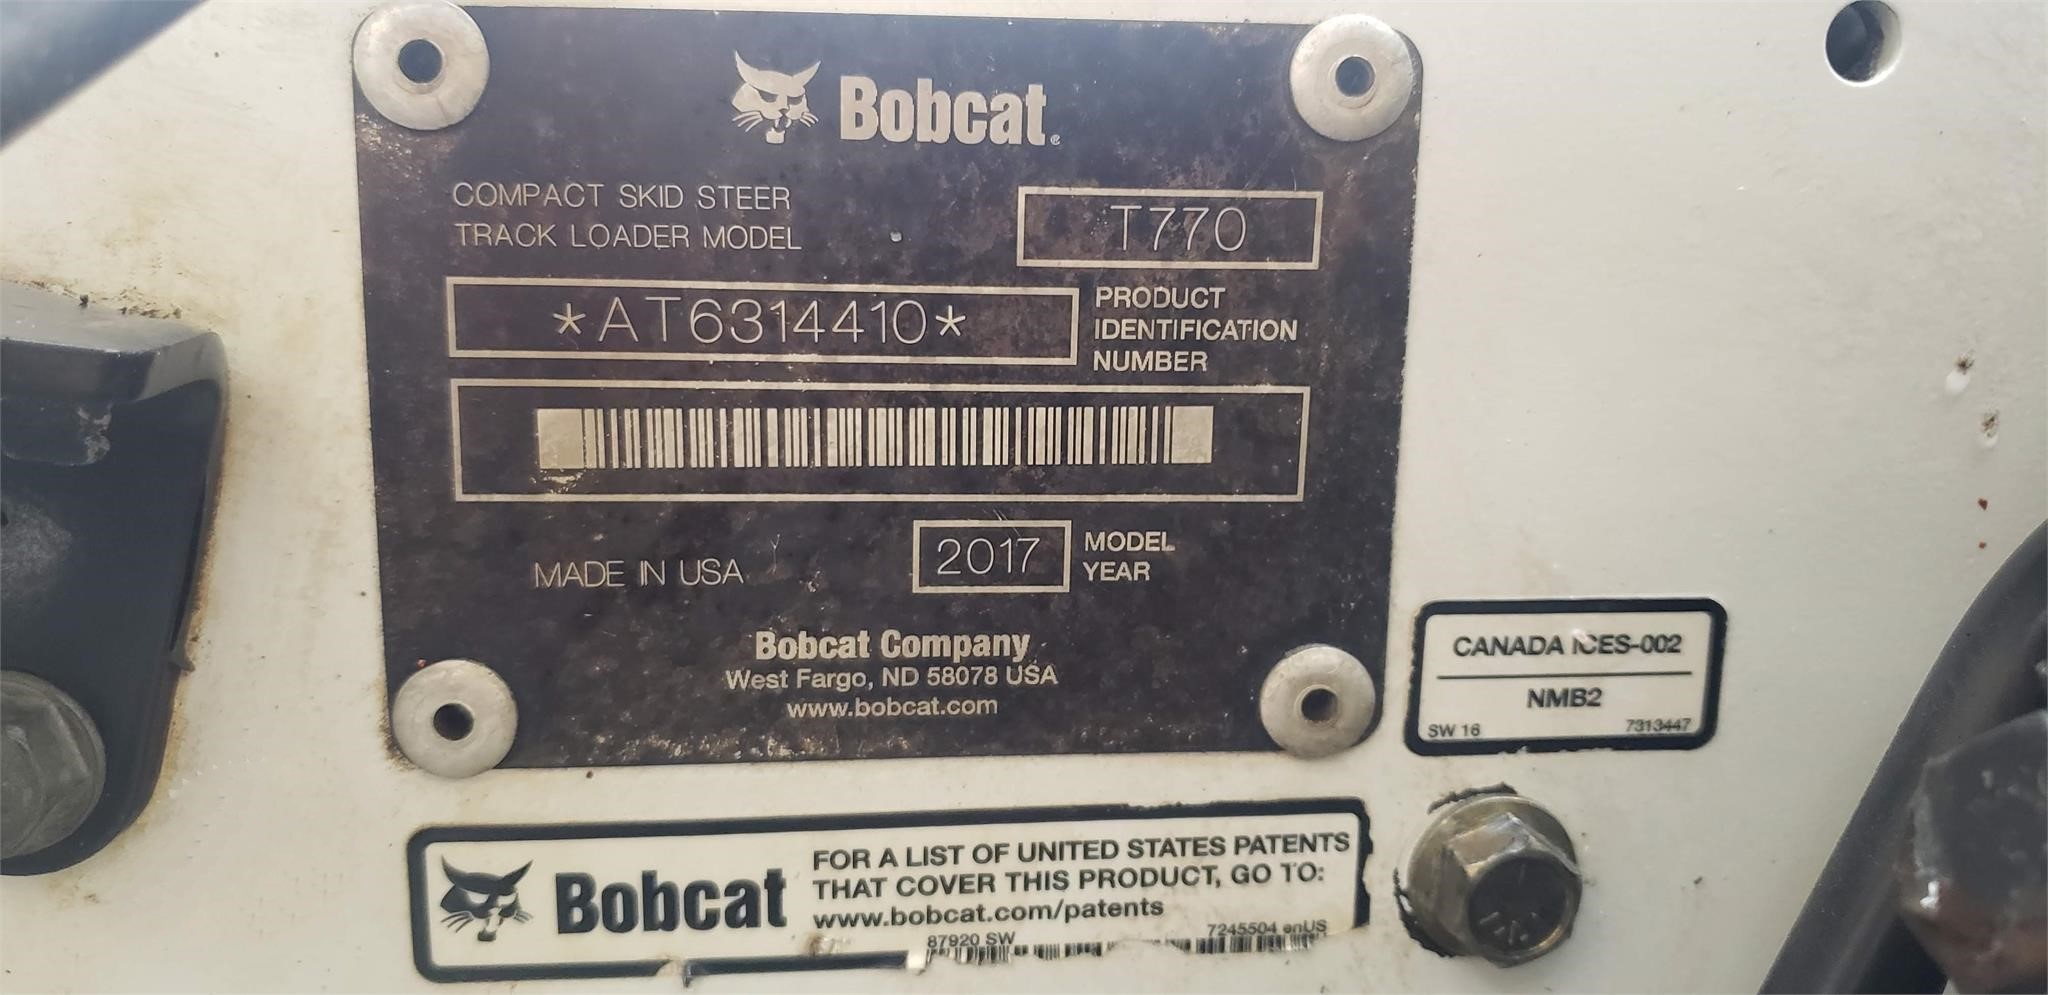 Bobcat®
COMPACT SKID STEER
TRACK LOADER MODEL
T770
*AT6314410*
PRODUCT
IDENTIFICATION
NUMBER
MADE IN USA
2017
MODEL
YEAR
Bobcat Company
West Fargo, ND 58078 USA
www.bobcat.com
CANADA ICES-002
NMB2
SW 16 7313447
Bobcat
FOR A LIST OF UNITED STATES PATENTS
THAT COVER THIS PRODUCT, GO TO:
www.bobcat.com/patents
87920 SW 7245504 enUS